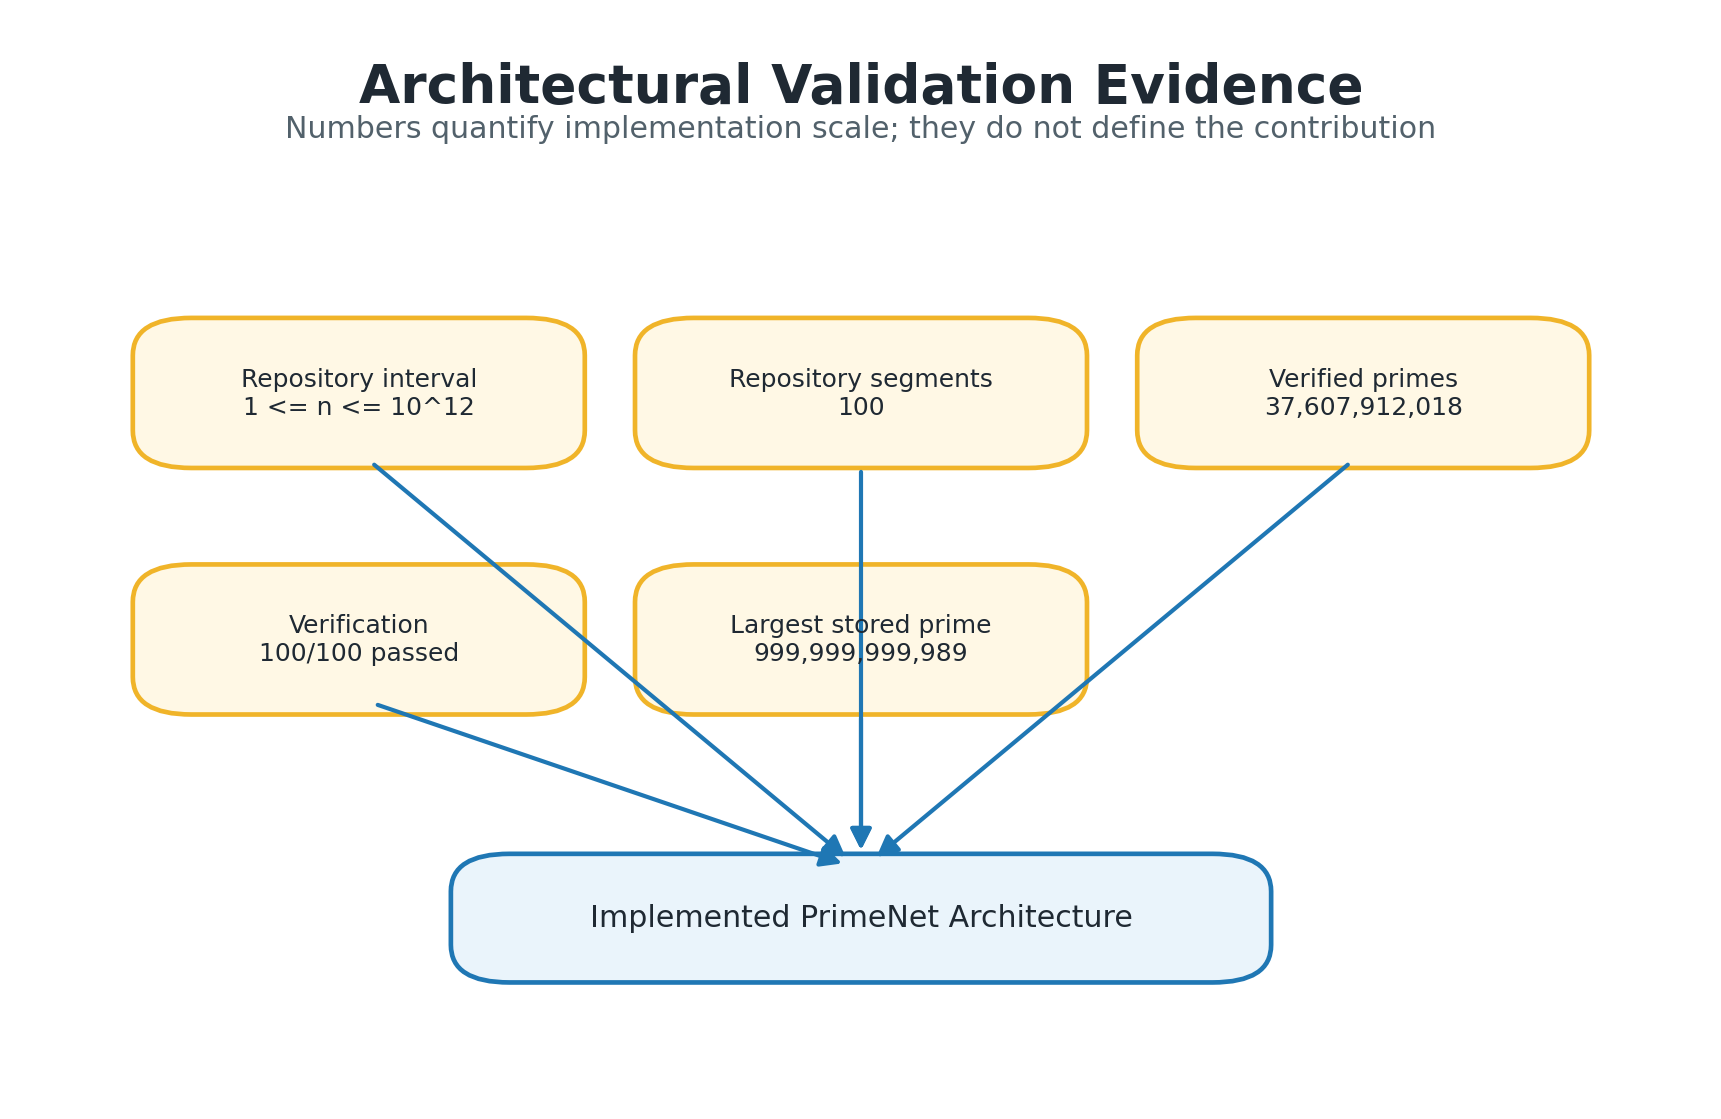 Architectural Validation Evidence
Numbers quantify implementation scale; they do not define the contribution
Repository interval
1 <= n <= 10^12
Repository segments
100
Verified primes
37,607,912,018
Verification
100/100 passed
Largest stored prime
999,999,999,989
Implemented PrimeNet Architecture